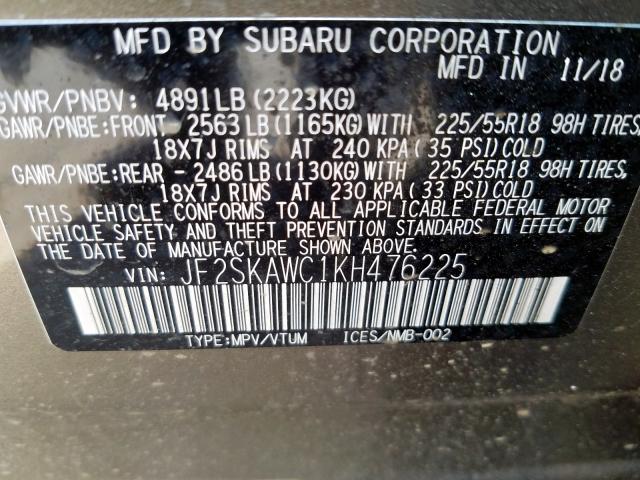 MFD BY SUBARU CORPORATION
MFD IN 11/18
GVWR/PNBV: 4891LB (2223KG)
GAWR/PNBE:FRONT- 2563 LB (1165KG) WITH 225/55R18 98H TIRES,
18X7J RIMS AT 240 KPA ( 35 PSI) COLD
GAWR/PNBE:REAR - 2486 LB (1130KG) WITH 225/55R18 98H TIRES,
18X7J RIMS AT 230 KPA ( 33 PSI) COLD
THIS VEHICLE CONFORMS TO ALL APPLICABLE FEDERAL MOTOR
VEHICLE SAFETY AND THEFT PREVENTION STANDARDS IN EFFECT ON
THE DATE OF MANUFACTURE SHOWN ABOVE.
VIN: JF2SKAWC1KH476225
TYPE:MPV/VTUM ICES/NMB-002